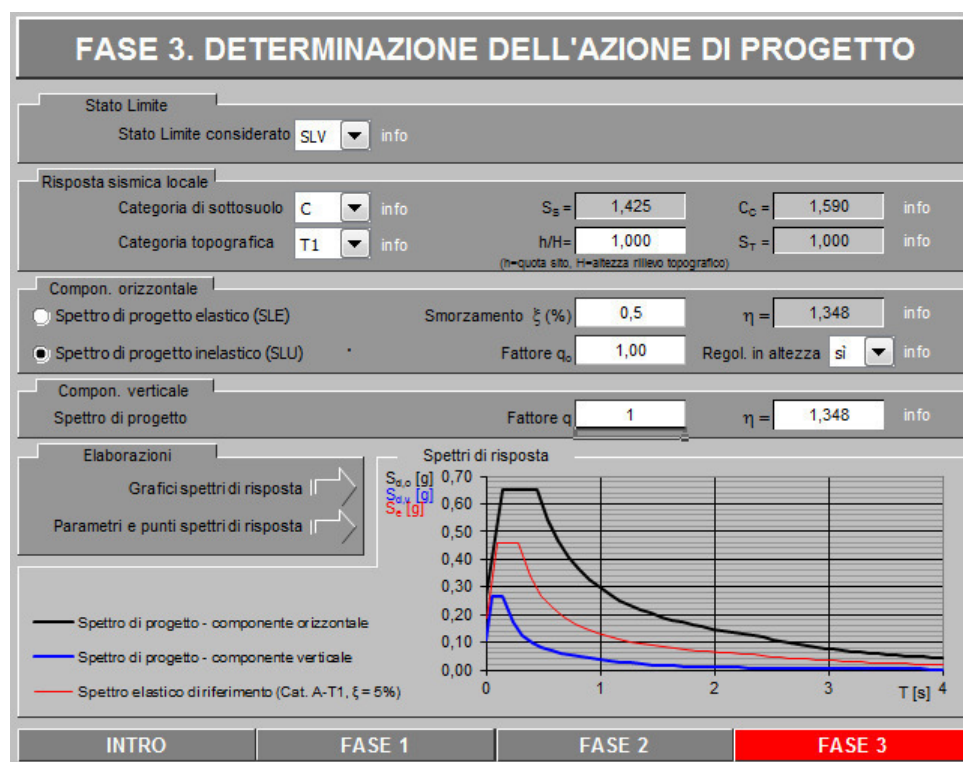 FASE 3. DETERMINAZIONE DELL'AZIONE DI PROGETTO
Stato Limite
Stato Limite considerato SLV info
Risposta sismica locale
Categoria di sottosuolo C info S_S = 1,425 C_C = 1,590 info
Categoria topografica T1 info h/H= 1,000 S_T = 1,000 info
(h=quota sito, H=altezza rilievo topografico)
Compon. orizzontale
Spettro di progetto elastico (SLE) Smorzamento ξ (%) 0,5 η = 1,348 info
Spettro di progetto inelastico (SLU) Fattore q_o 1,00 Regol. in altezza sì info
Compon. verticale
Spettro di progetto Fattore q 1 η = 1,348 info
Elaborazioni
Grafici spettri di risposta
Parametri e punti spettri di risposta
Spettri di risposta
S_d,o [g]
S_d,v [g]
S_e [g]
0,70
0,60
0,50
0,40
0,30
0,20
0,10
0,00
0 1 2 3 T [s] 4
Spettro di progetto - componente orizzontale
Spettro di progetto - componente verticale
Spettro elastico di riferimento (Cat. A-T1, ξ = 5%)
INTRO FASE 1 FASE 2 FASE 3